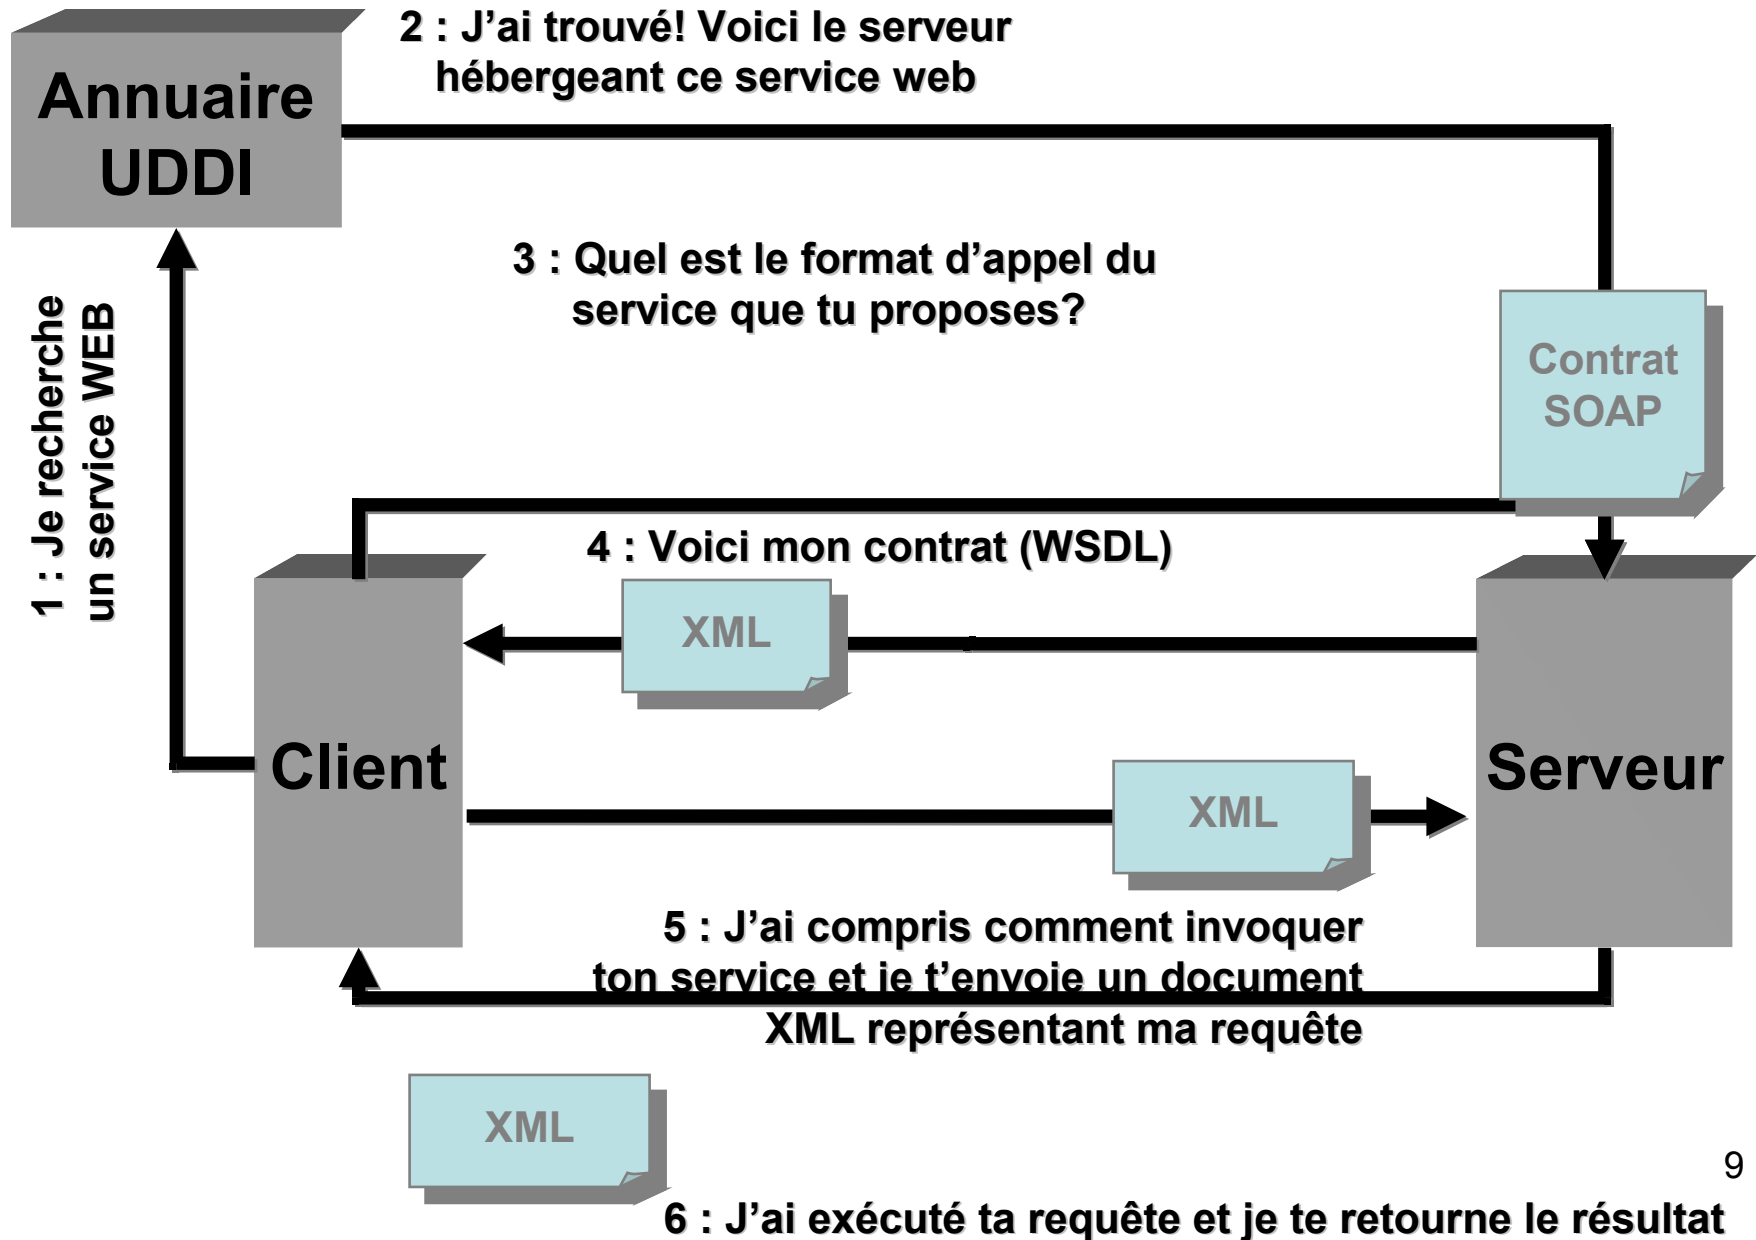 2 : J’ai trouvé! Voici le serveur
hébergeant ce service web
Annuaire
UDDI
3 : Quel est le format d’appel du
service que tu proposes?
1 : Je recherche
un service WEB
Contrat
SOAP
4 : Voici mon contrat (WSDL)
XML
Client
Serveur
XML
5 : J’ai compris comment invoquer
ton service et je t’envoie un document
XML représentant ma requête
XML
9
6 : J’ai exécuté ta requête et je te retourne le résultat